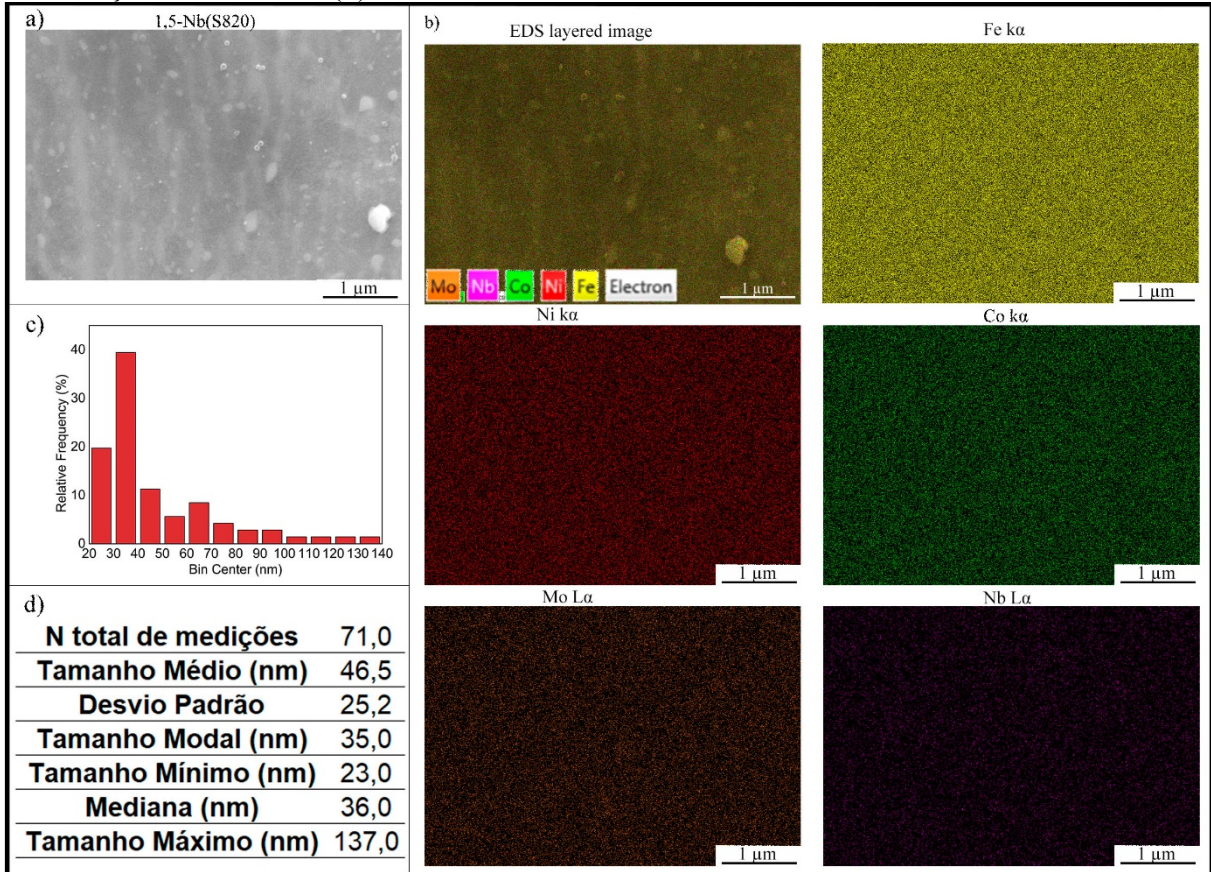 a)
1,5-Nb(S820)
1 µm
b)
EDS layered image
Mo Nb Co Ni Fe Electron
1 µm
Fe kα
1 µm
Ni kα
1 µm
Co kα
1 µm
Mo Lα
1 µm
Nb Lα
1 µm
c)
Relative Frequency (%)
40
30
20
10
0
20 30 40 50 60 70 80 90 100 110 120 130 140
Bin Center (nm)
d)
N total de medições 71,0
Tamanho Médio (nm) 46,5
Desvio Padrão 25,2
Tamanho Modal (nm) 35,0
Tamanho Mínimo (nm) 23,0
Mediana (nm) 36,0
Tamanho Máximo (nm) 137,0